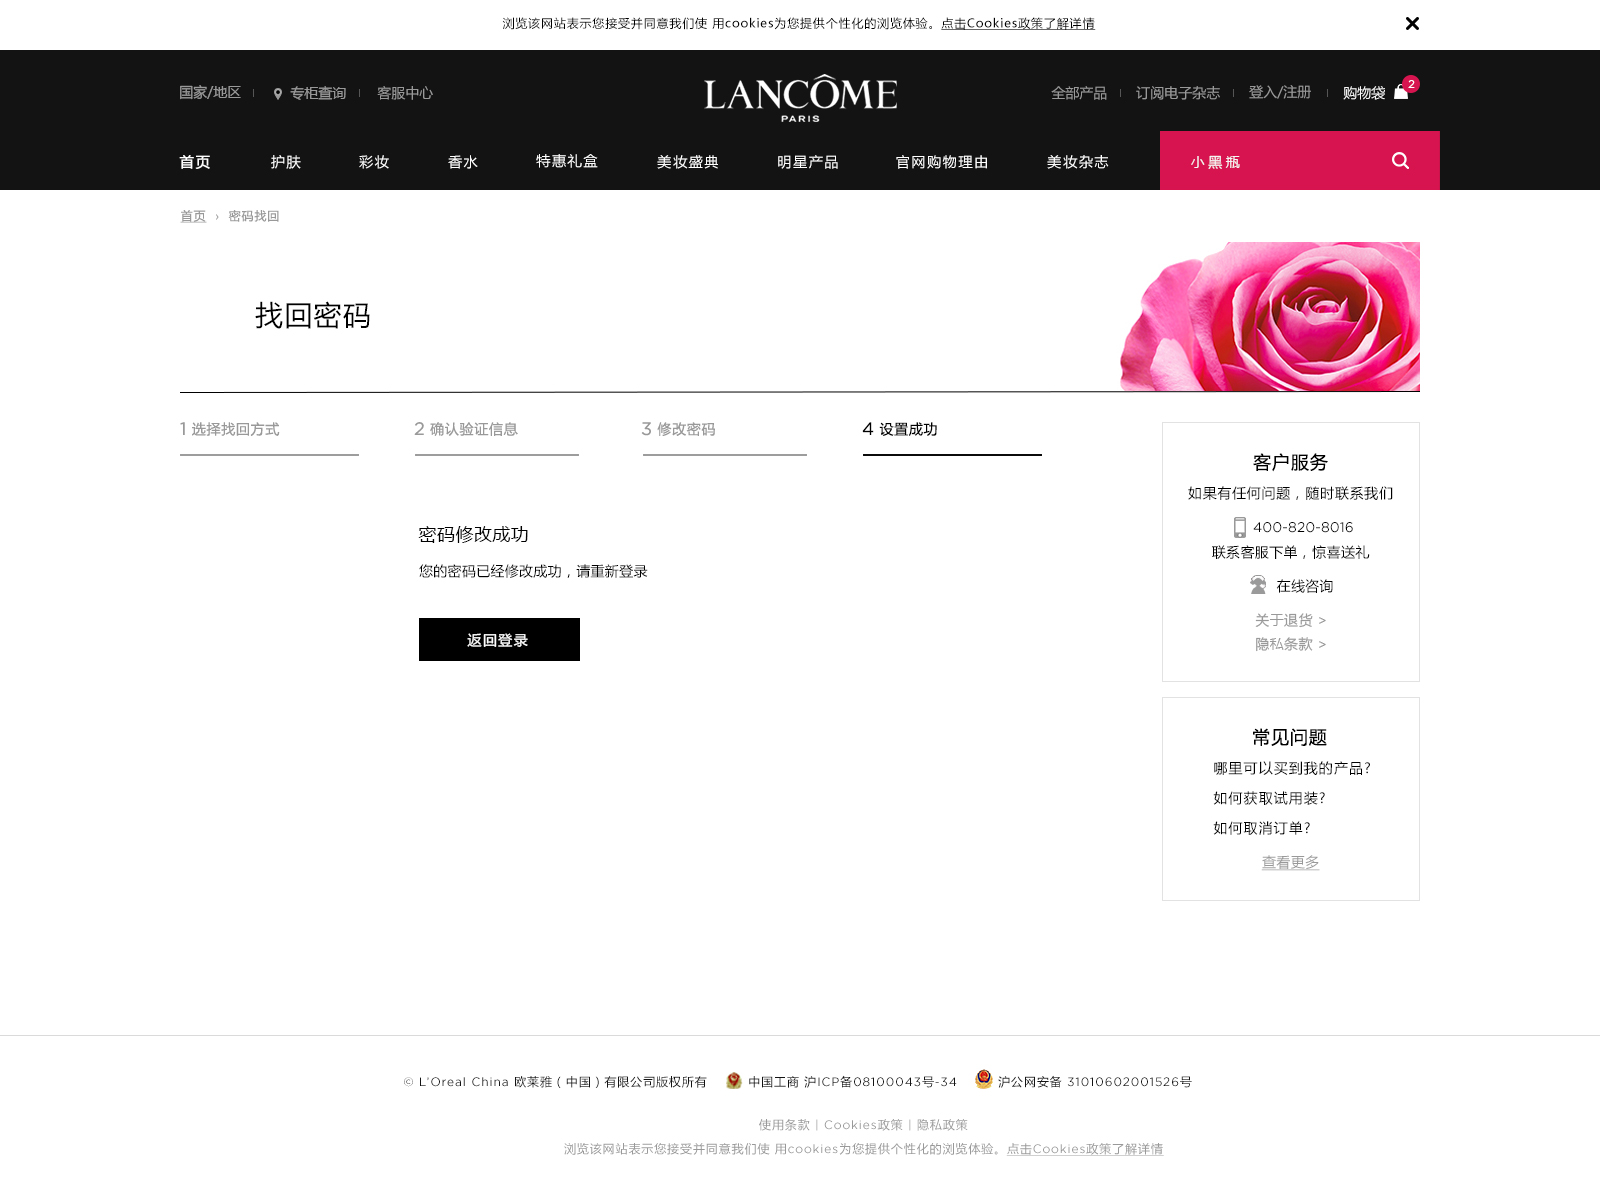 浏览该网站表示您接受并同意我们使 用cookies为您提供个性化的浏览体验。点击Cookies政策了解详情
国家/地区 专柜查询 客服中心
LANCÔME
PARIS
全部产品 订阅电子杂志 登入/注册 购物袋 2
首页 护肤 彩妆 香水 特惠礼盒 美妆盛典 明星产品 官网购物理由 美妆杂志 小黑瓶
首页 › 密码找回
找回密码
1 选择找回方式 2 确认验证信息 3 修改密码 4 设置成功
密码修改成功
您的密码已经修改成功，请重新登录
返回登录
客户服务
如果有任何问题，随时联系我们
400-820-8016
联系客服下单，惊喜送礼
在线咨询
关于退货 >
隐私条款 >
常见问题
哪里可以买到我的产品?
如何获取试用装?
如何取消订单?
查看更多
© L'Oreal China 欧莱雅 ( 中国 ) 有限公司版权所有 中国工商 沪ICP备08100043号-34 沪公网安备 31010602001526号
使用条款 | Cookies政策 | 隐私政策
浏览该网站表示您接受并同意我们使 用cookies为您提供个性化的浏览体验。点击Cookies政策了解详情